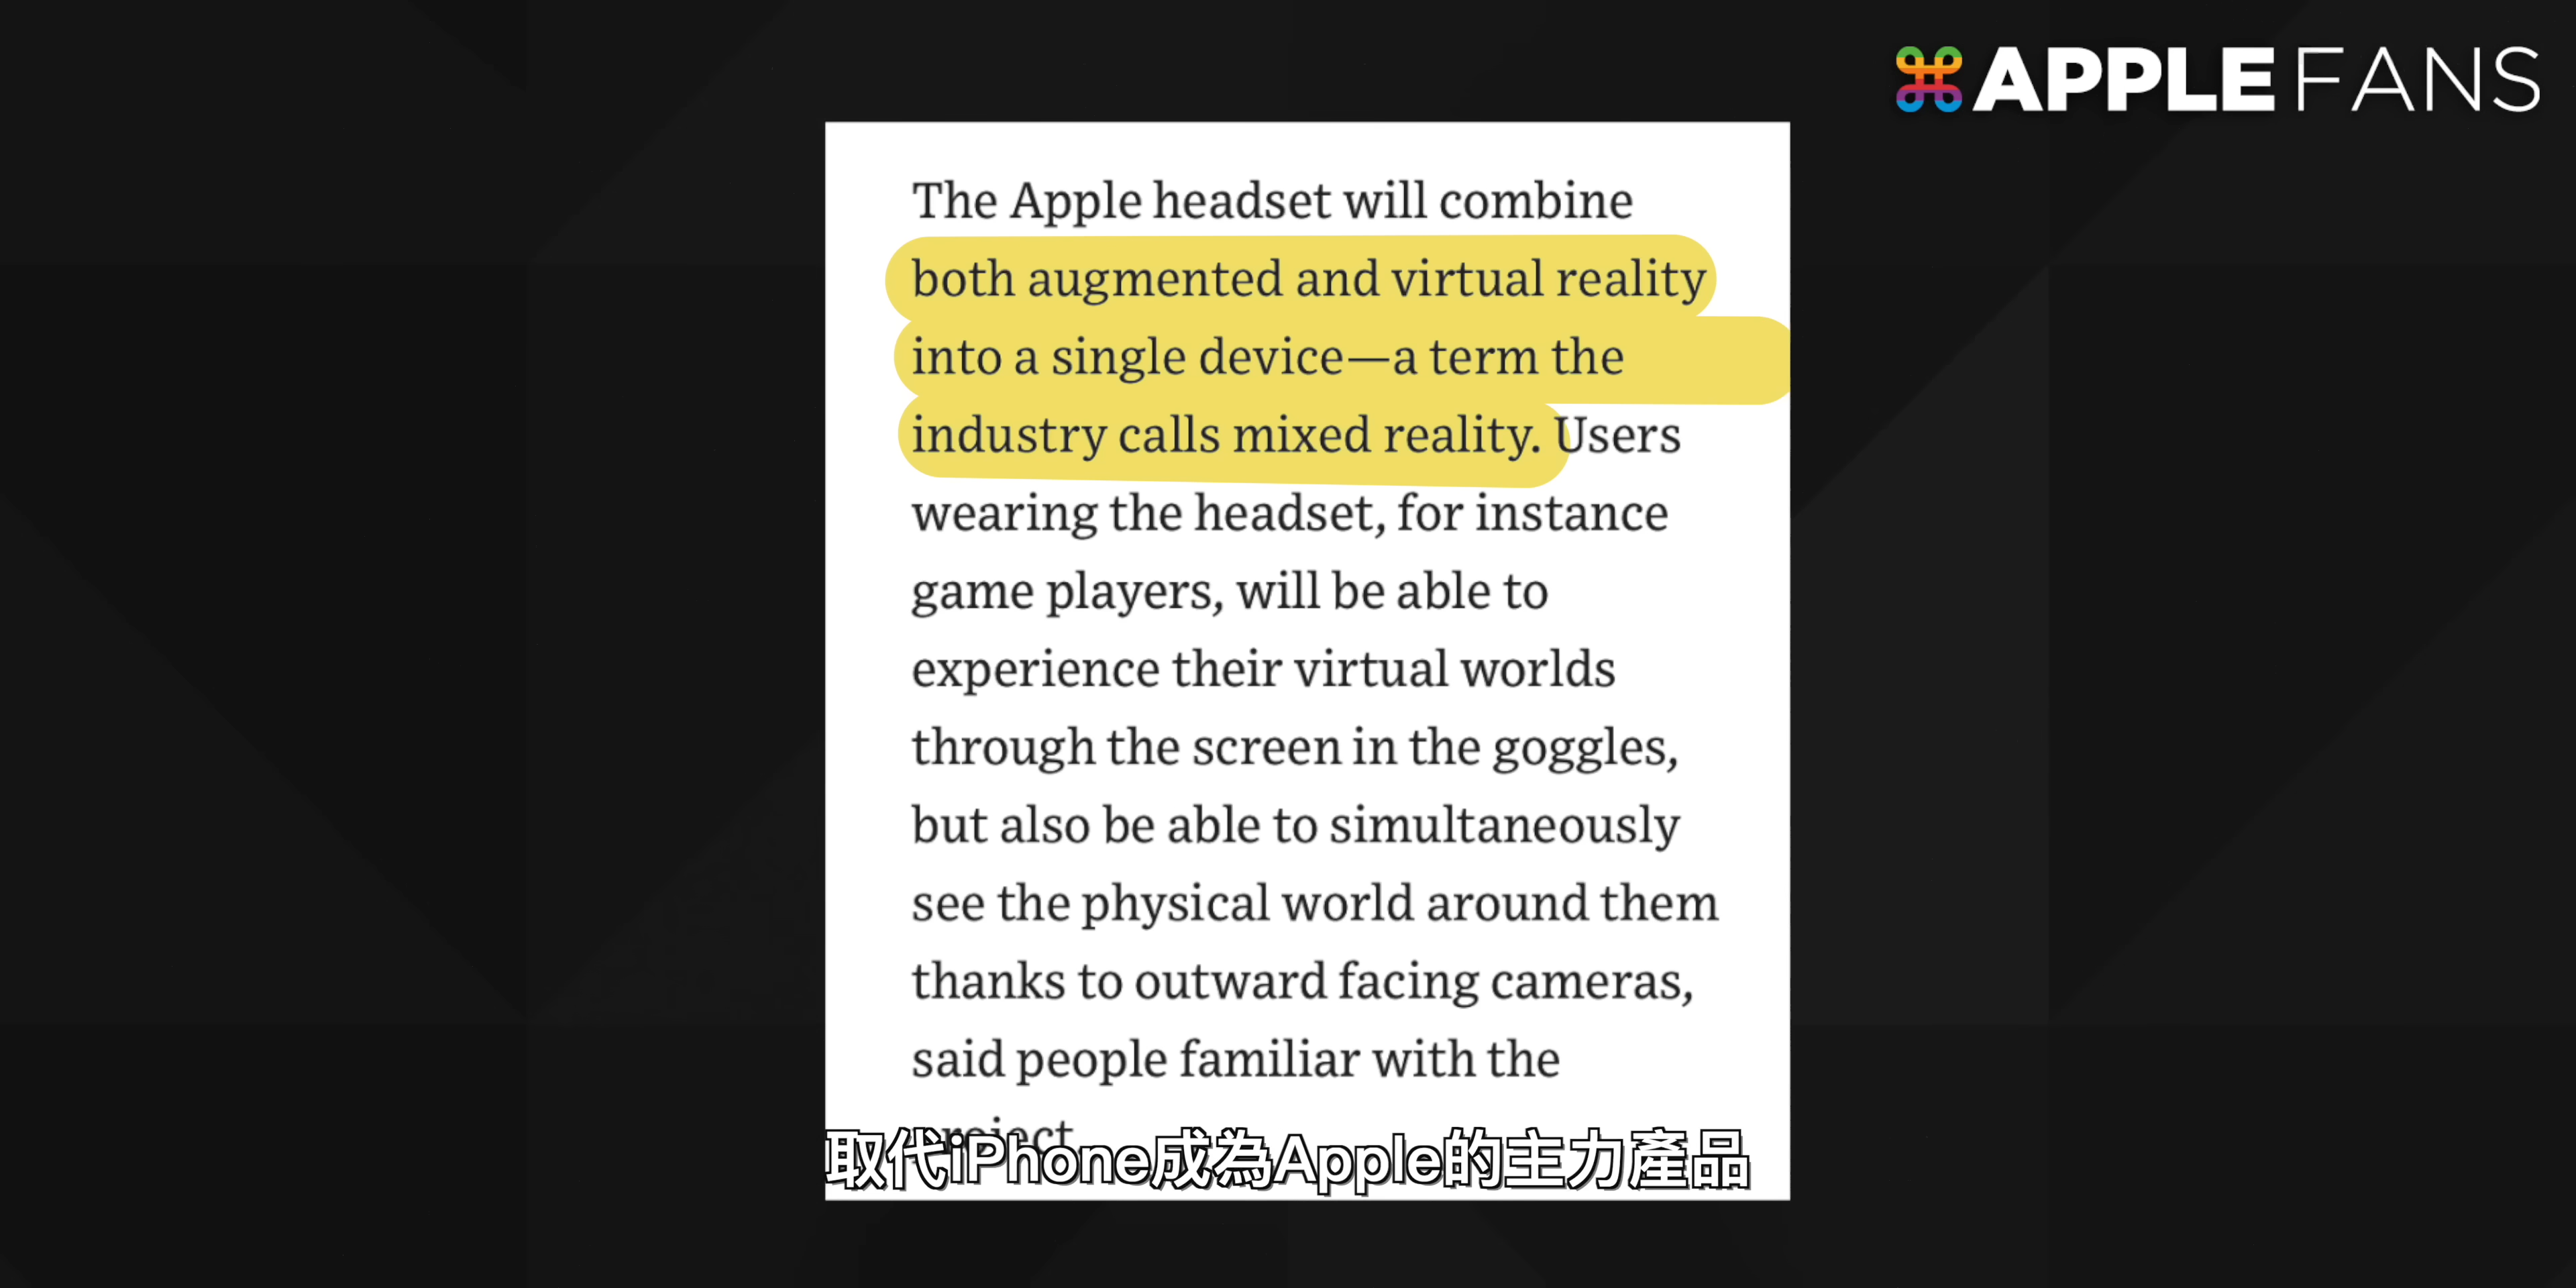 APPLE FANS
The Apple headset will combine
both augmented and virtual reality
into a single device—a term the
industry calls mixed reality. Users
wearing the headset, for instance
game players, will be able to
experience their virtual worlds
through the screen in the goggles,
but also be able to simultaneously
see the physical world around them
thanks to outward facing cameras,
said people familiar with the
取代iPhone成為Apple的主力產品